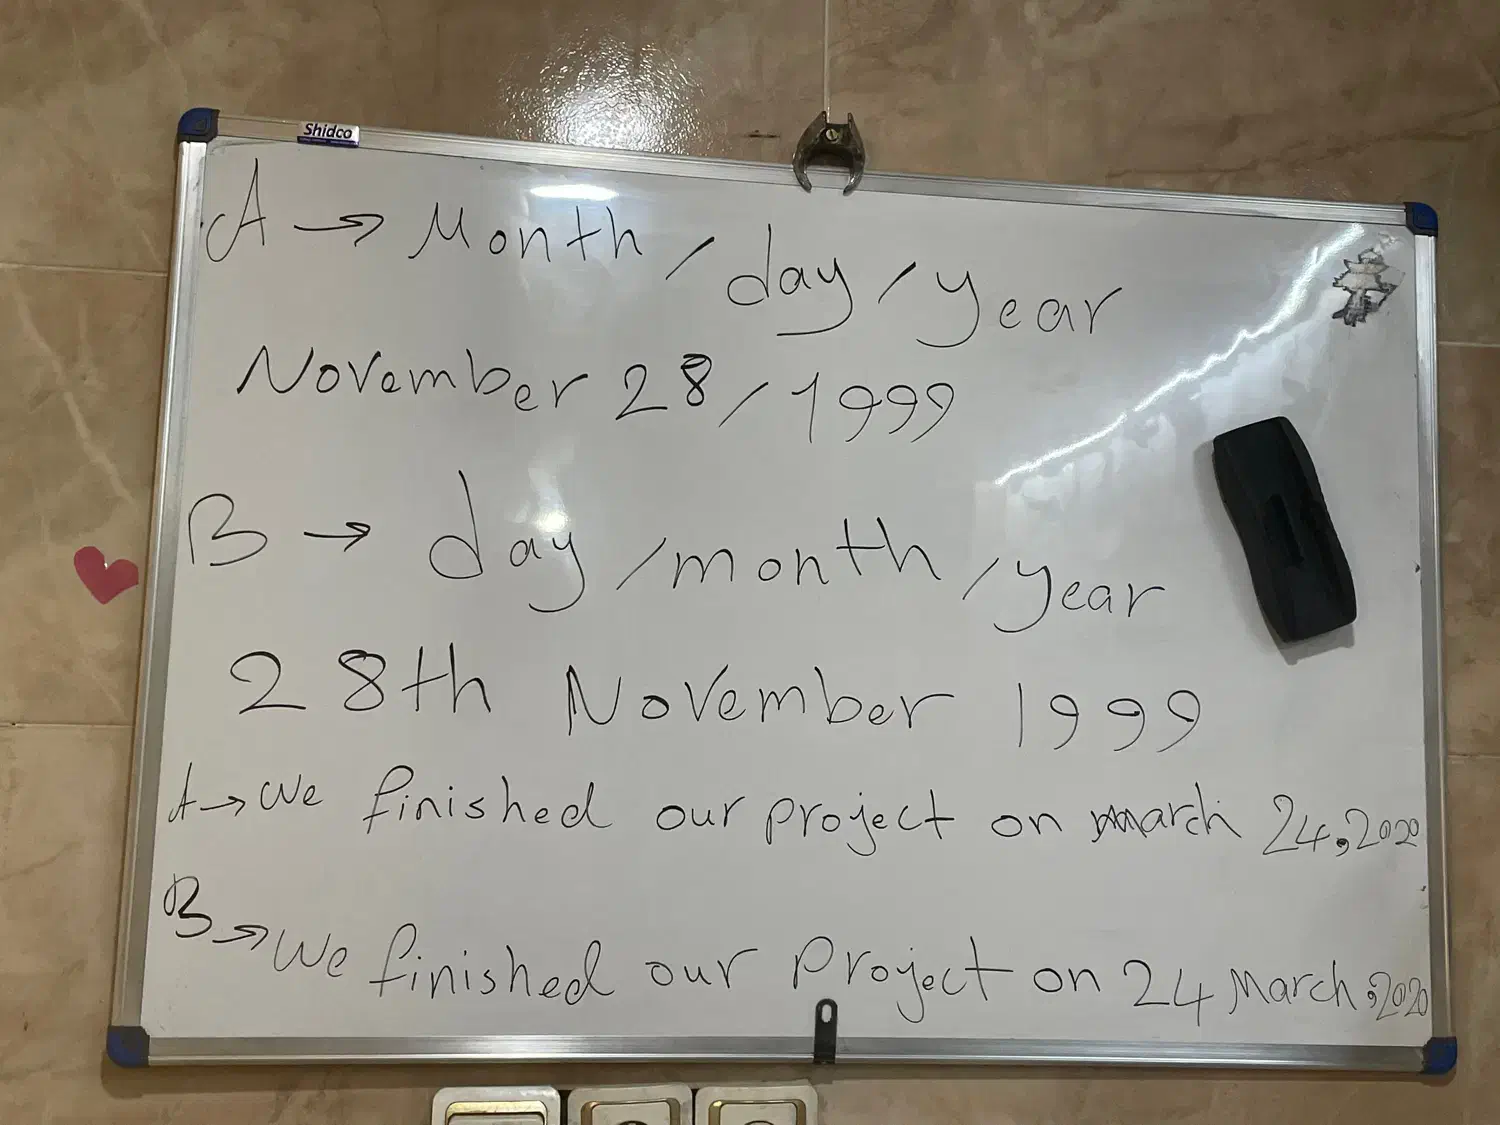 Shidco
A → Month / day / year
November 28 / 1999
B → day / month / year
28th November 1999
A → We finished our project on march 24, 2020
B → We finished our project on 24 March, 2020